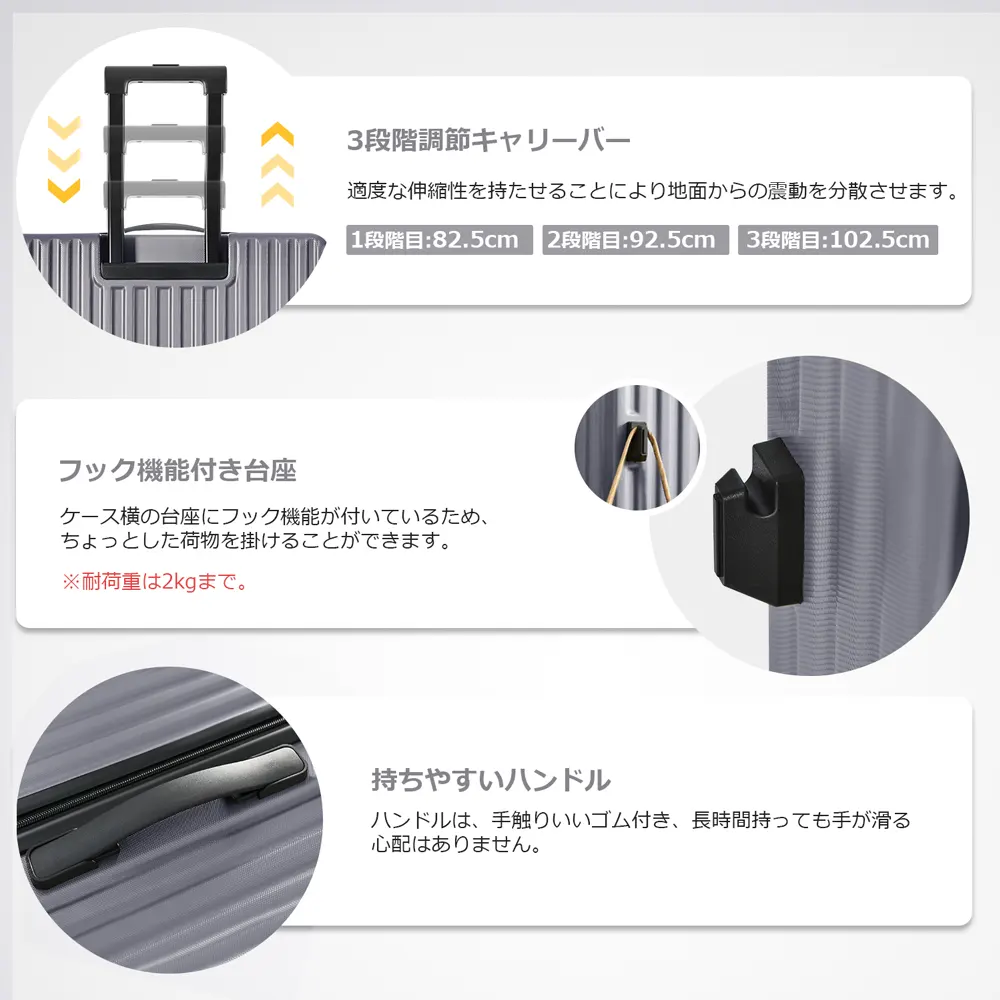 3段階調節キャリーバー
適度な伸縮性を持たせることにより地面からの震動を分散させます。
1段階目:82.5cm 2段階目:92.5cm 3段階目:102.5cm
フック機能付き台座
ケース横の台座にフック機能が付いているため、
ちょっとした荷物を掛けることができます。
※耐荷重は2kgまで。
持ちやすいハンドル
ハンドルは、手触りいいゴム付き、長時間持っても手が滑る
心配はありません。